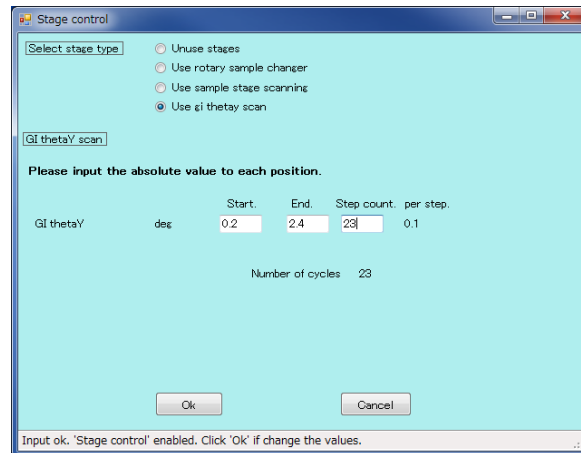 Stage control
Select stage type
Unuse stages
Use rotary sample changer
Use sample stage scanning
Use gi thetay scan
GI thetaY scan
Please input the absolute value to each position.
Start. End. Step count. per step.
GI thetaY deg 0.2 2.4 23 0.1
Number of cycles 23
Ok Cancel
Input ok. 'Stage control' enabled. Click 'Ok' if change the values.